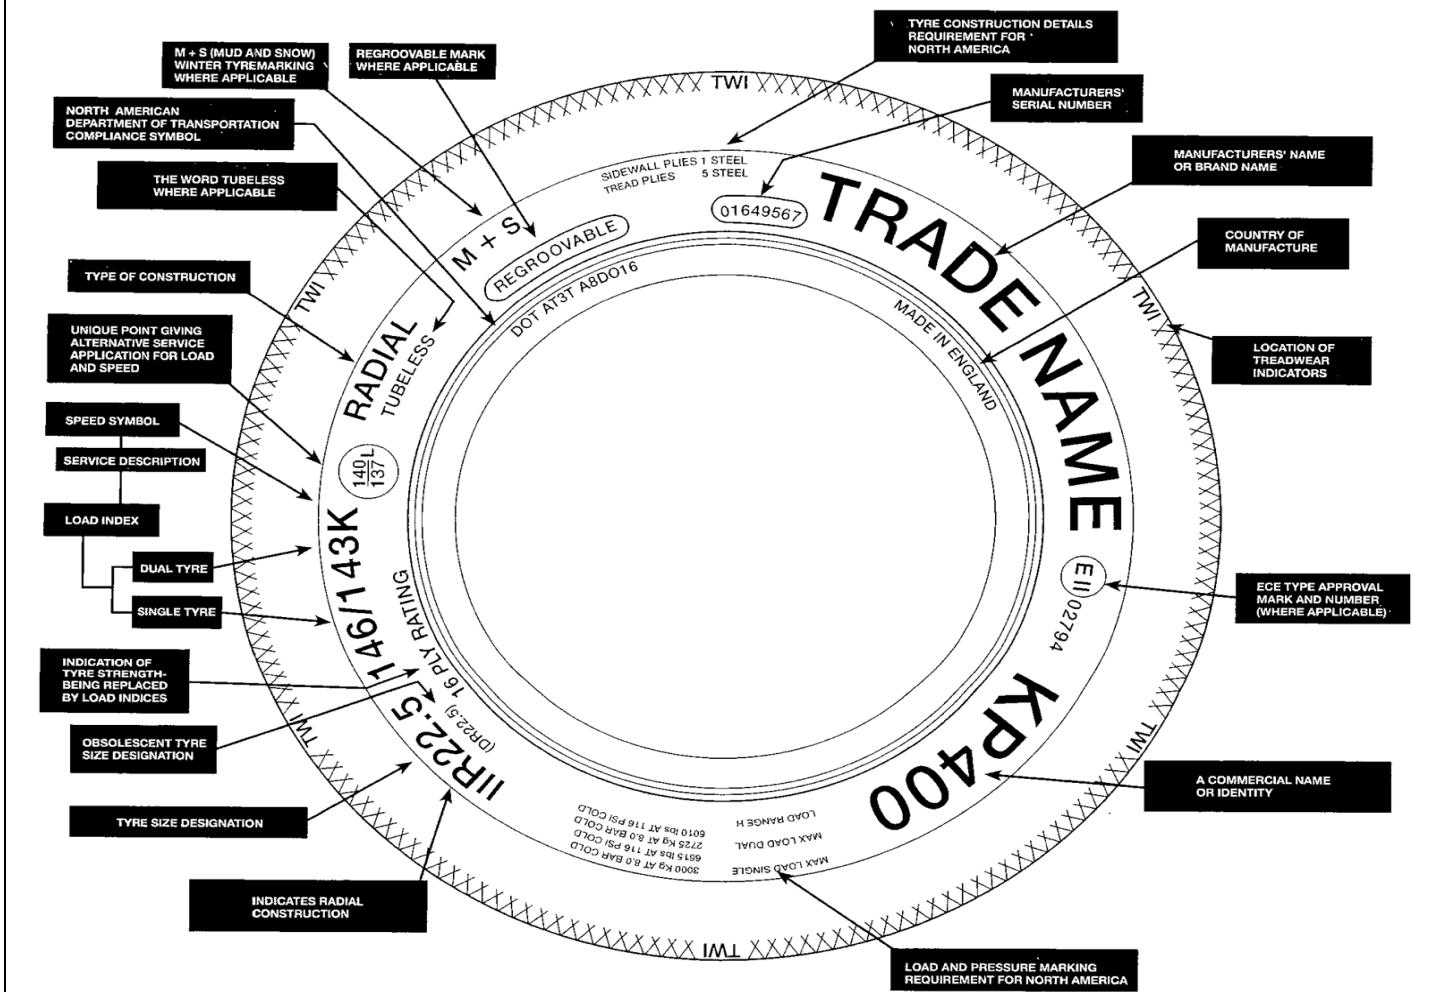 TYRE CONSTRUCTION DETAILS
REQUIREMENT FOR
NORTH AMERICA
M + S (MUD AND SNOW)
WINTER TYREMARKING
WHERE APPLICABLE
REGROOVABLE MARK
WHERE APPLICABLE
MANUFACTURERS'
SERIAL NUMBER
NORTH AMERICAN
DEPARTMENT OF TRANSPORTATION
COMPLIANCE SYMBOL
MANUFACTURERS' NAME
OR BRAND NAME
THE WORD TUBELESS
WHERE APPLICABLE
COUNTRY OF
MANUFACTURE
TYPE OF CONSTRUCTION
UNIQUE POINT GIVING
ALTERNATIVE SERVICE
APPLICATION FOR LOAD
AND SPEED
LOCATION OF
TREADWEAR
INDICATORS
SPEED SYMBOL
SERVICE DESCRIPTION
LOAD INDEX
DUAL TYRE
SINGLE TYRE
ECE TYPE APPROVAL
MARK AND NUMBER
(WHERE APPLICABLE)
INDICATION OF
TYRE STRENGTH-
BEING REPLACED
BY LOAD INDICES
OBSOLESCENT TYRE
SIZE DESIGNATION
A COMMERCIAL NAME
OR IDENTITY
TYRE SIZE DESIGNATION
INDICATES RADIAL
CONSTRUCTION
LOAD AND PRESSURE MARKING
REQUIREMENT FOR NORTH AMERICA
TWI
TWI
TWI
TWI
TWI
TWI
SIDEWALL PLIES 1 STEEL
TREAD PLIES 5 STEEL
01649567
TRADE NAME
M + S
REGROOVABLE
DOT AT3T A8DO16
MADE IN ENGLAND
RADIAL
TUBELESS
140
137
L
146/143K
16 PLY RATING
(DR22.5)
IIR22.5
E II
02794
KP400
LOAD RANGE H
MAX LOAD DUAL
MAX LOAD SINGLE
6010 lbs AT 116 PSI COLD
2725 Kg AT 8.0 BAR COLD
6615 lbs AT 116 PSI COLD
3000 Kg AT 8.0 BAR COLD